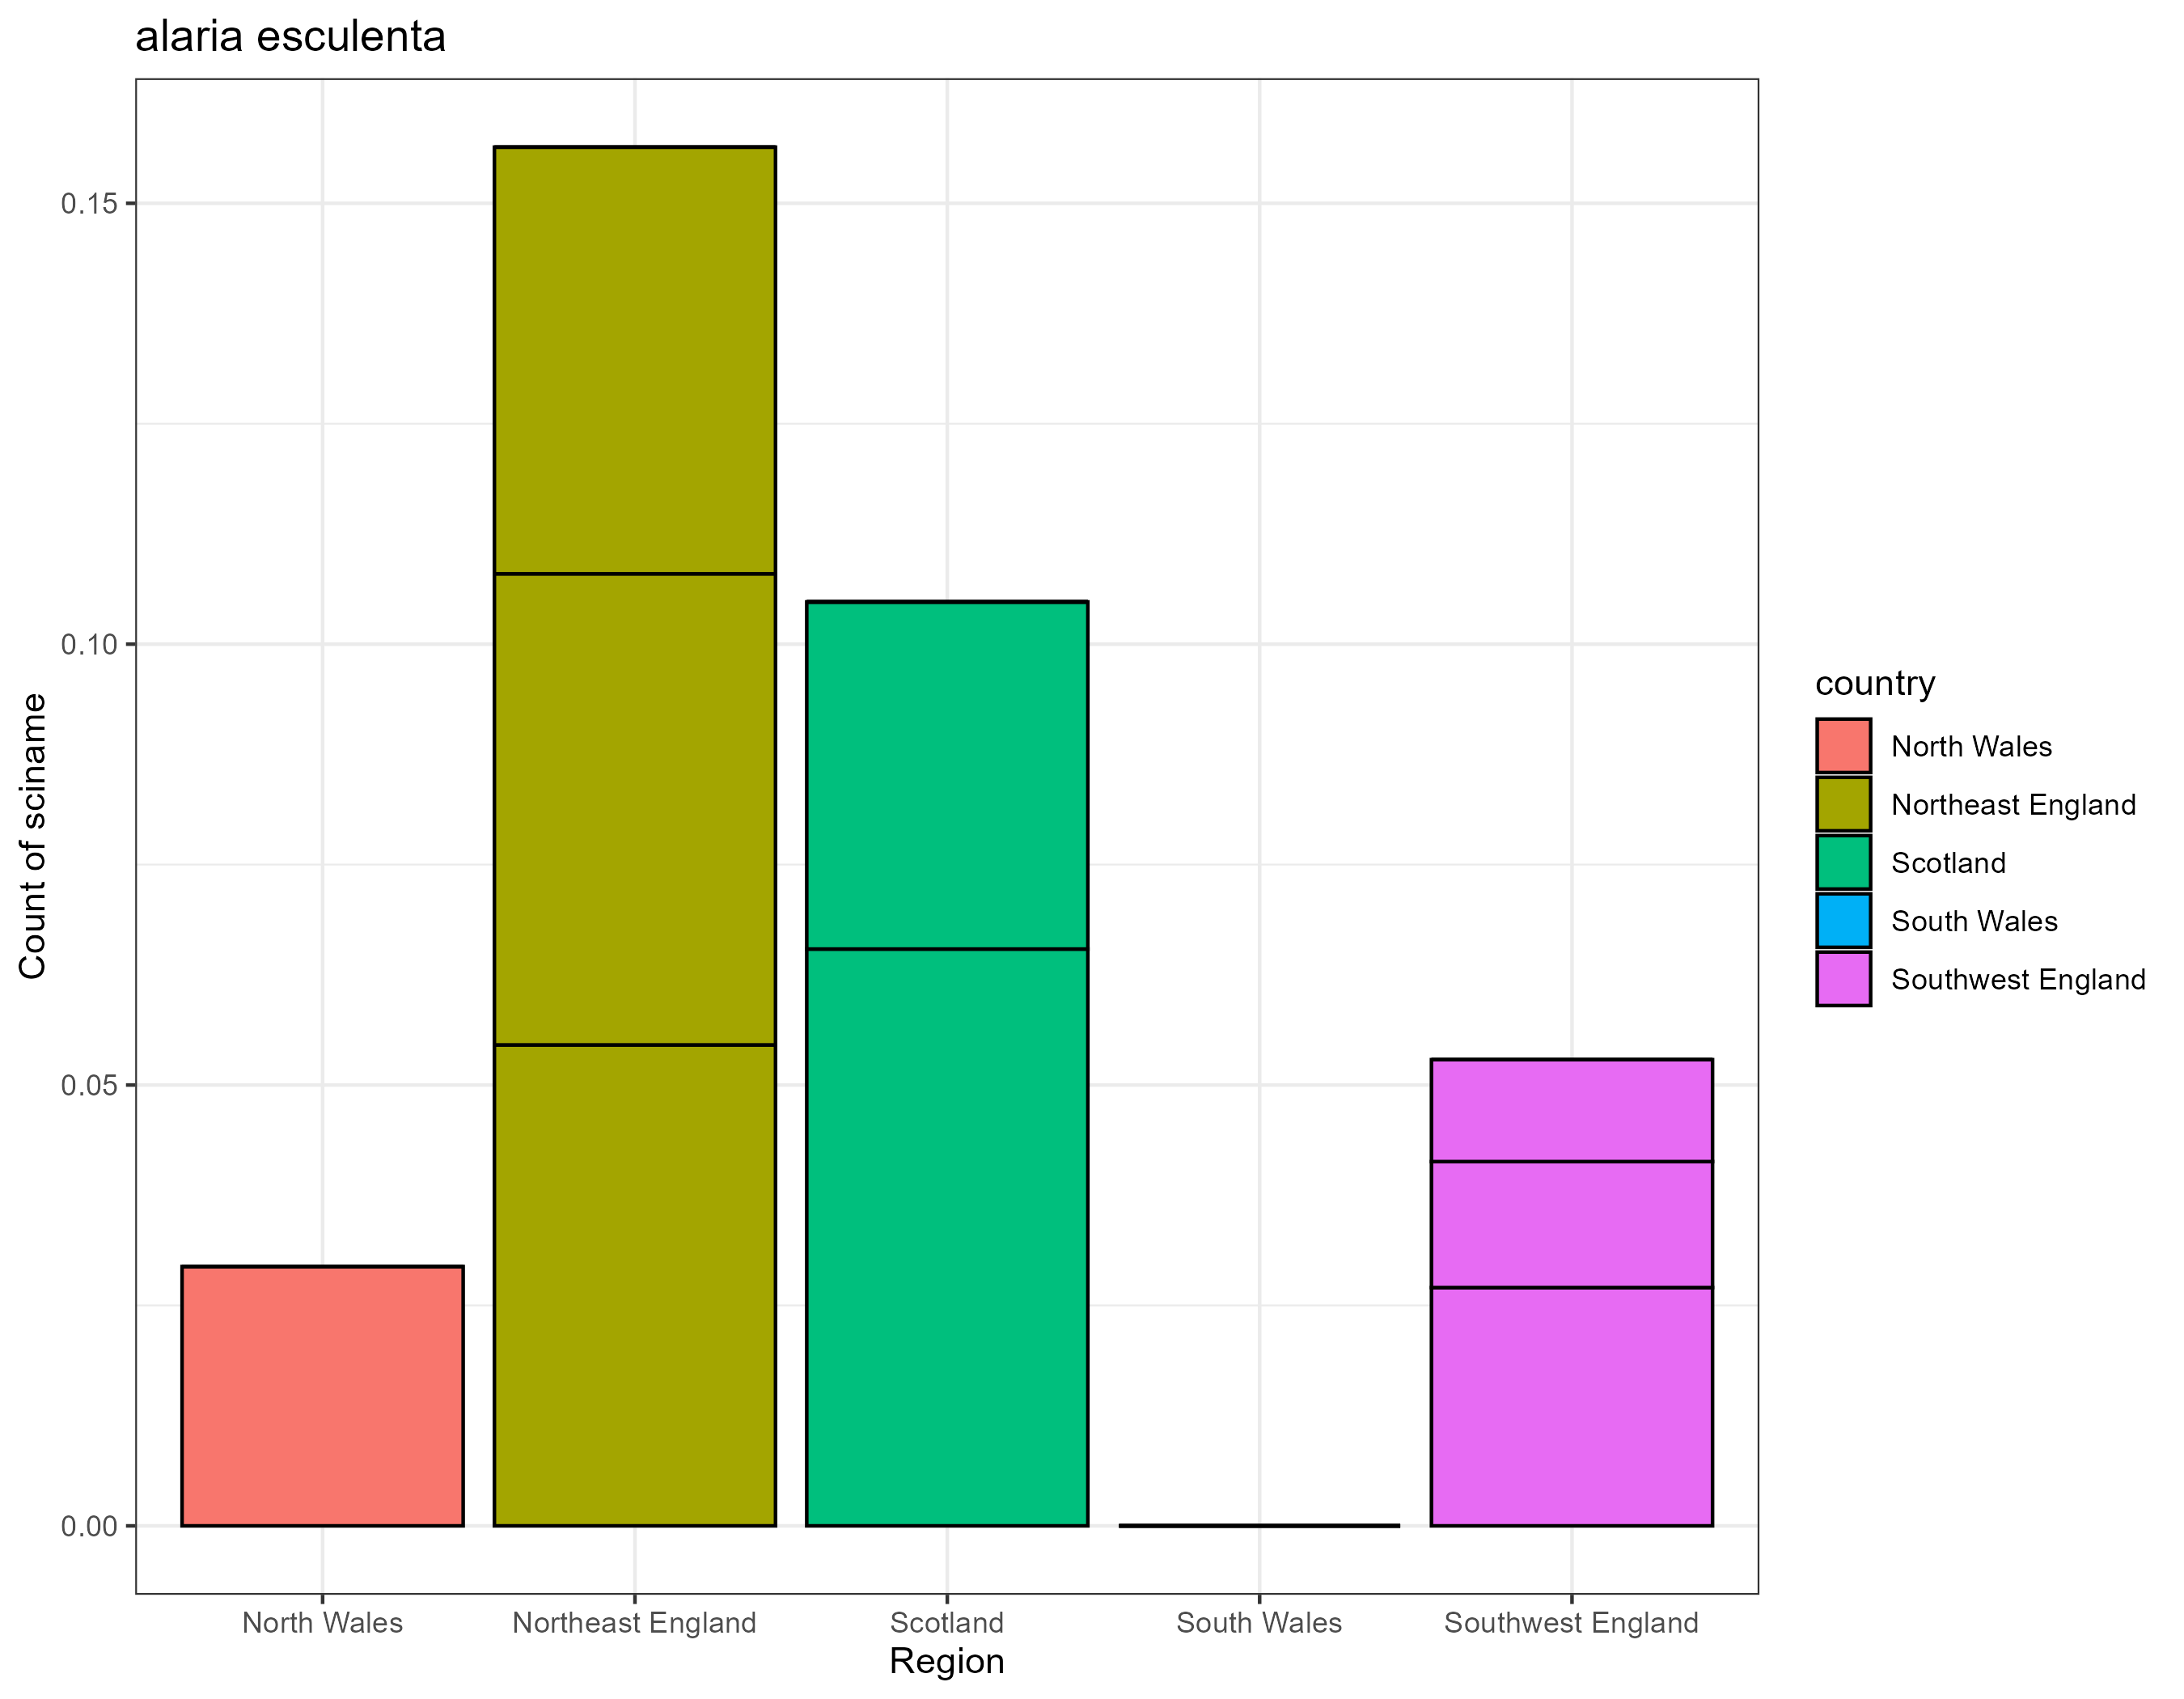 alaria esculenta
Count of sciname
0.15
0.10
0.05
0.00
North Wales
Northeast England
Scotland
South Wales
Southwest England
Region
country
North Wales
Northeast England
Scotland
South Wales
Southwest England